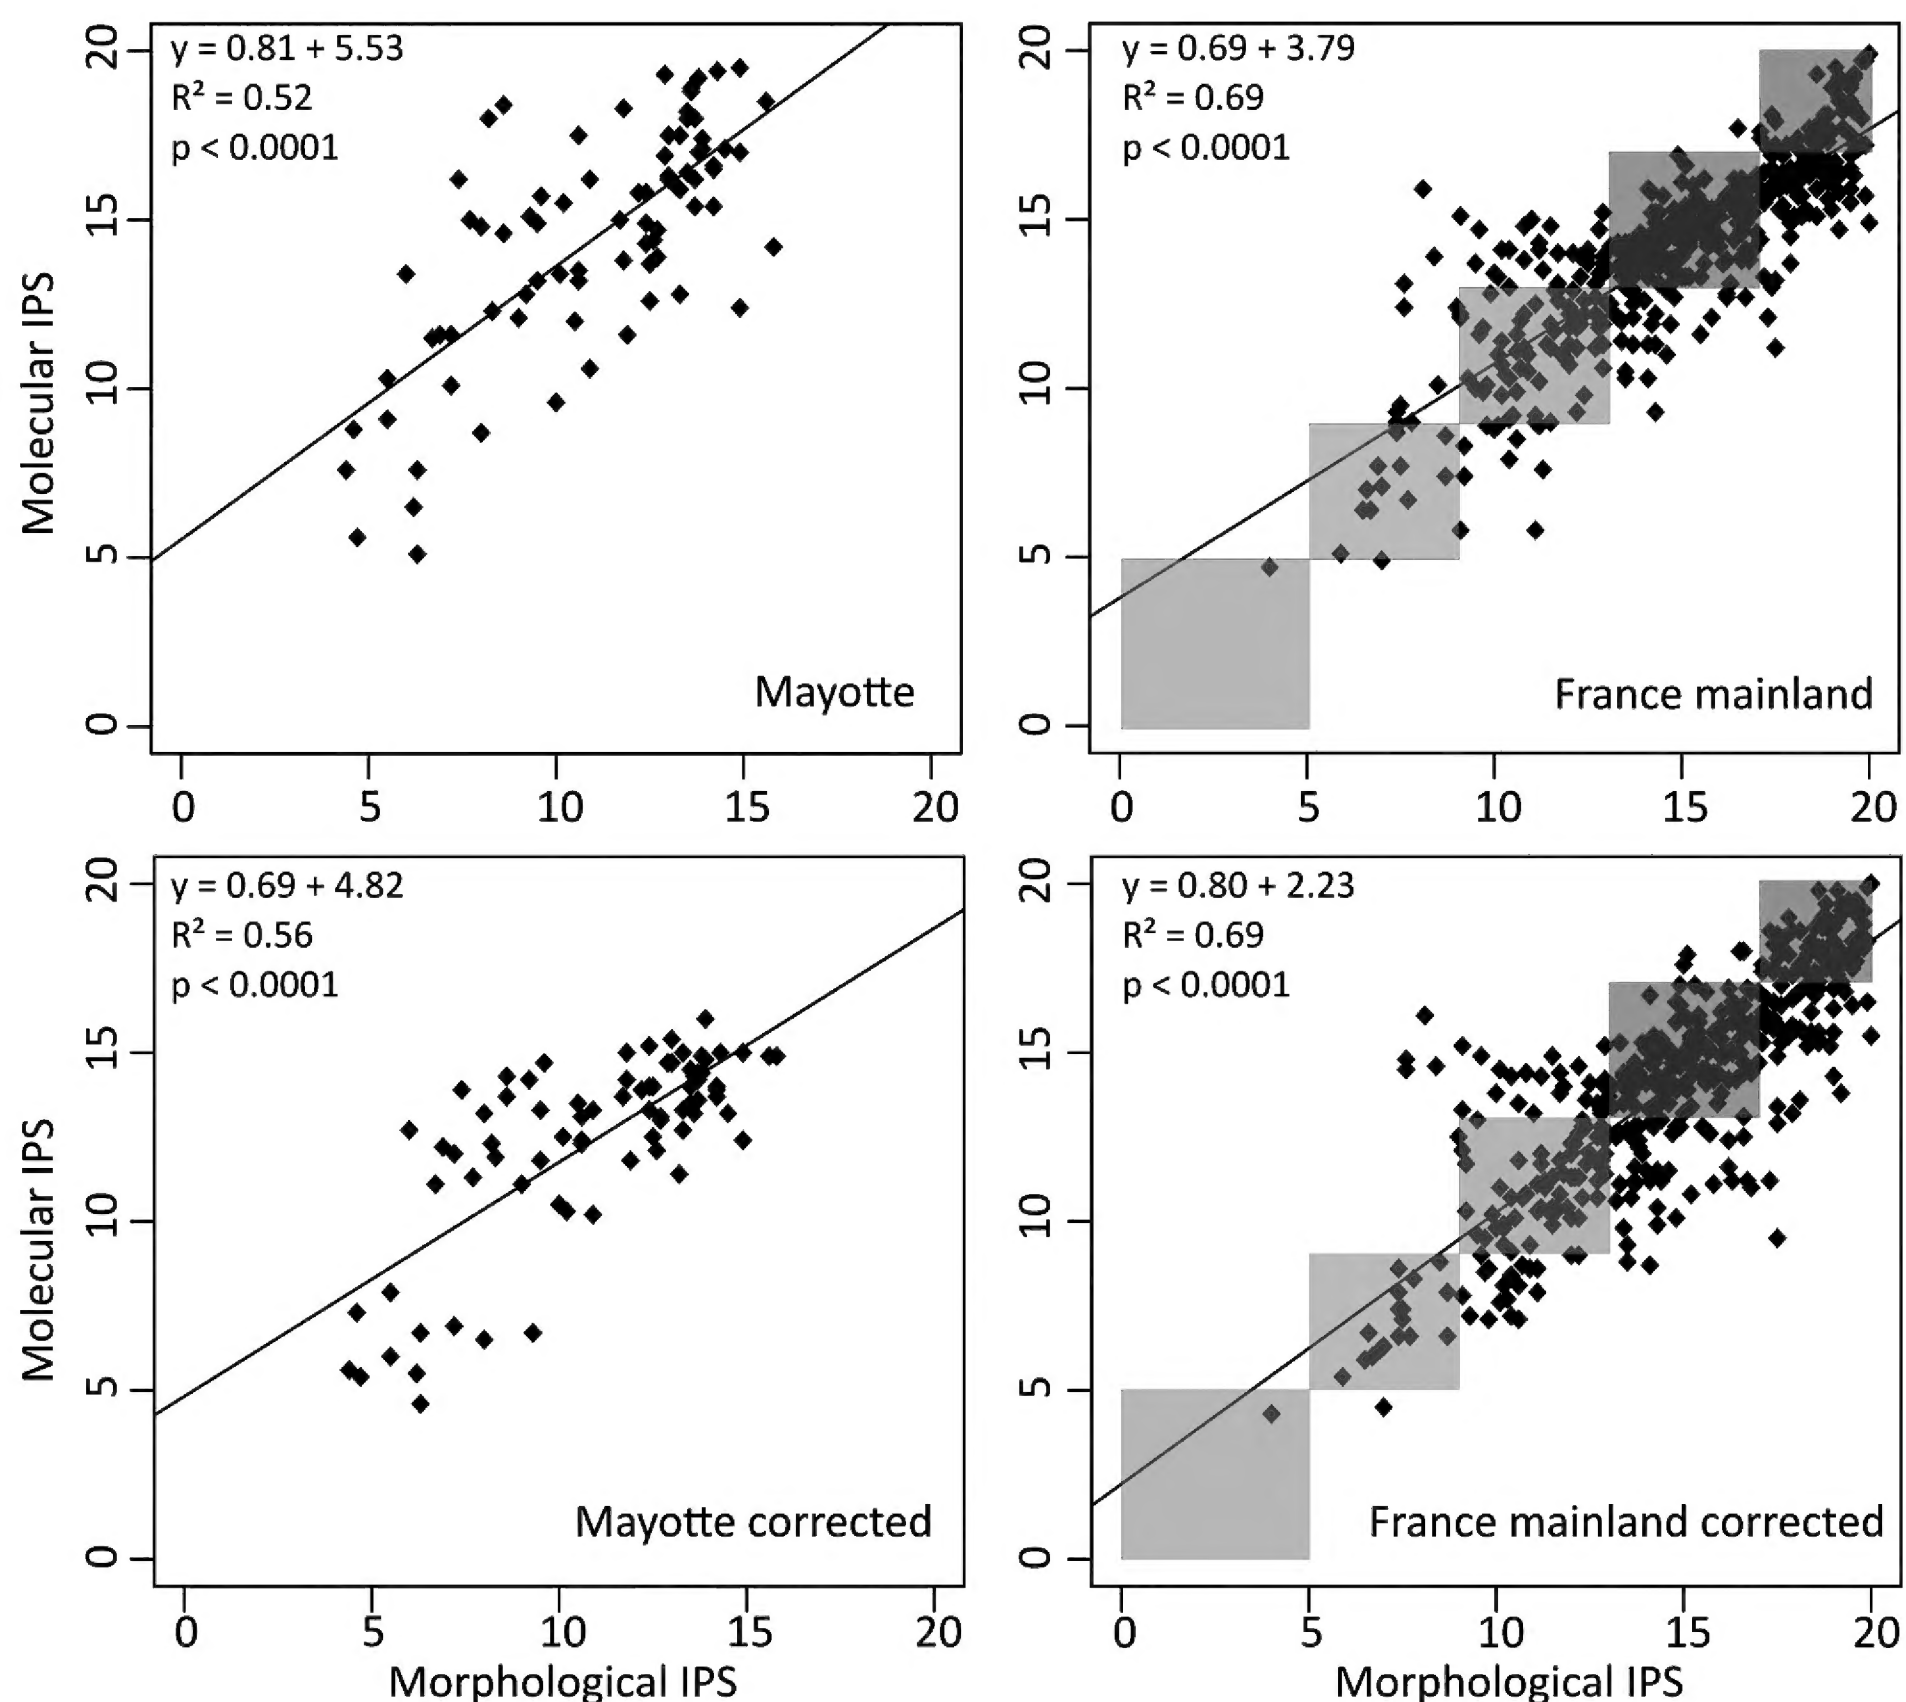 y = 0.81 + 5.53
R² = 0.52
p < 0.0001
Molecular IPS
20
15
10
5
0
Mayotte
0 5 10 15 20
y = 0.69 + 3.79
R² = 0.69
p < 0.0001
20
15
10
5
0
France mainland
0 5 10 15 20
y = 0.69 + 4.82
R² = 0.56
p < 0.0001
Molecular IPS
20
15
10
5
0
Mayotte corrected
0 5 10 15 20
Morphological IPS
y = 0.80 + 2.23
R² = 0.69
p < 0.0001
20
15
10
5
0
France mainland corrected
0 5 10 15 20
Morphological IPS